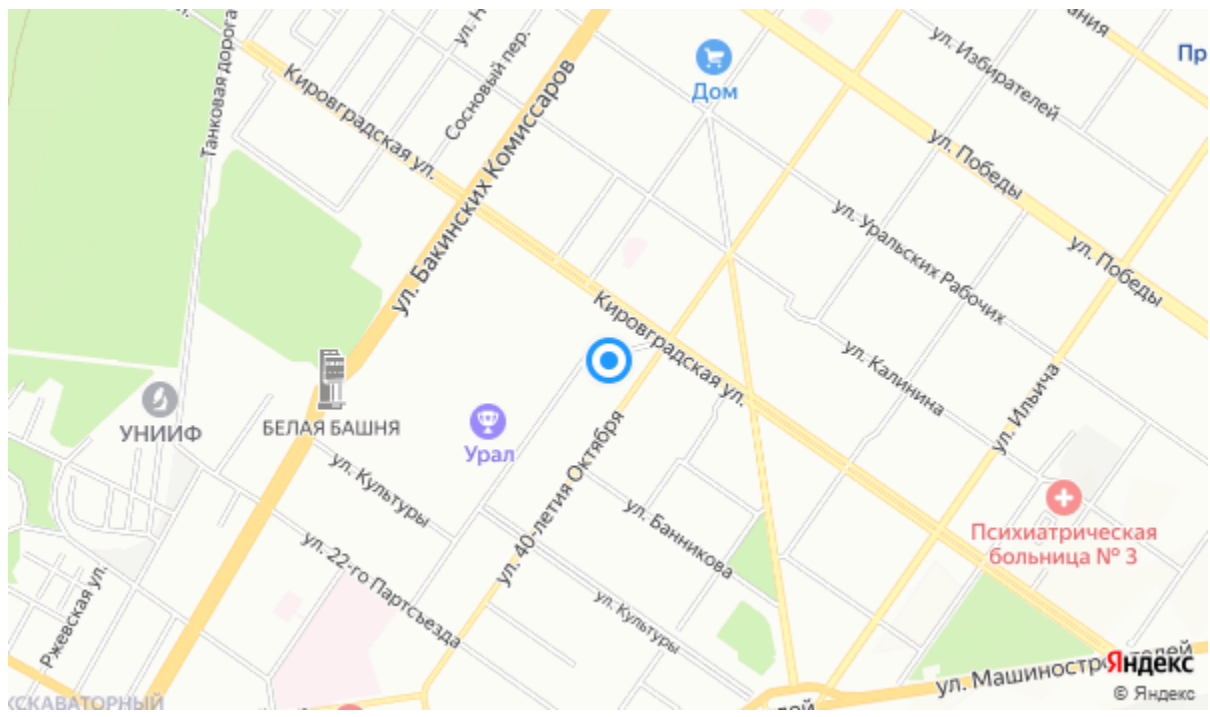 Танковая дорога
Кировградская ул.
Сосновый пер.
ул. Бакинских Комиссаров
Дом
ул. Избирателей
Пр
ул. Победы
ул. Победы
ул. Уральских Рабочих
ул. Калинина
ул. Ильича
Кировградская ул.
УНИИФ
БЕЛАЯ БАШНЯ
Урал
ул. Культуры
ул. 40-летия Октября
ул. Банникова
Психиатрическая
больница № 3
ул. 22-го Партсъезда
ул. Культуры
Ржевская ул.
ул. Машиностроителей
Яндекс
© Яндекс